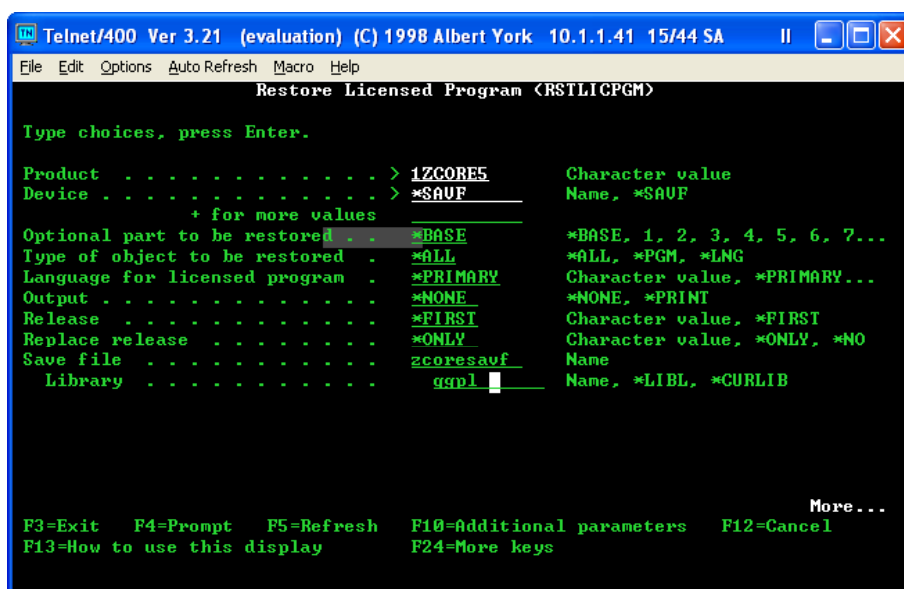 Telnet/400 Ver 3.21 (evaluation) (C) 1998 Albert York 10.1.1.41 15/44 SA II
File Edit Options Auto Refresh Macro Help
Restore Licensed Program (RSTLICPGM)
Type choices, press Enter.
Product . . . . . . . . . . . . . > 1ZCORE5 Character value
Device . . . . . . . . . . . . . . > *SAVF Name, *SAVF
+ for more values
Optional part to be restored . . *BASE *BASE, 1, 2, 3, 4, 5, 6, 7...
Type of object to be restored . *ALL *ALL, *PGM, *LNG
Language for licensed program . *PRIMARY Character value, *PRIMARY...
Output . . . . . . . . . . . . . *NONE *NONE, *PRINT
Release . . . . . . . . . . . . *FIRST Character value, *FIRST
Replace release . . . . . . . . *ONLY Character value, *ONLY, *NO
Save file . . . . . . . . . . . zcoresavf Name
Library . . . . . . . . . . . qgpl Name, *LIBL, *CURLIB
More...
F3=Exit F4=Prompt F5=Refresh F10=Additional parameters F12=Cancel
F13=How to use this display F24=More keys